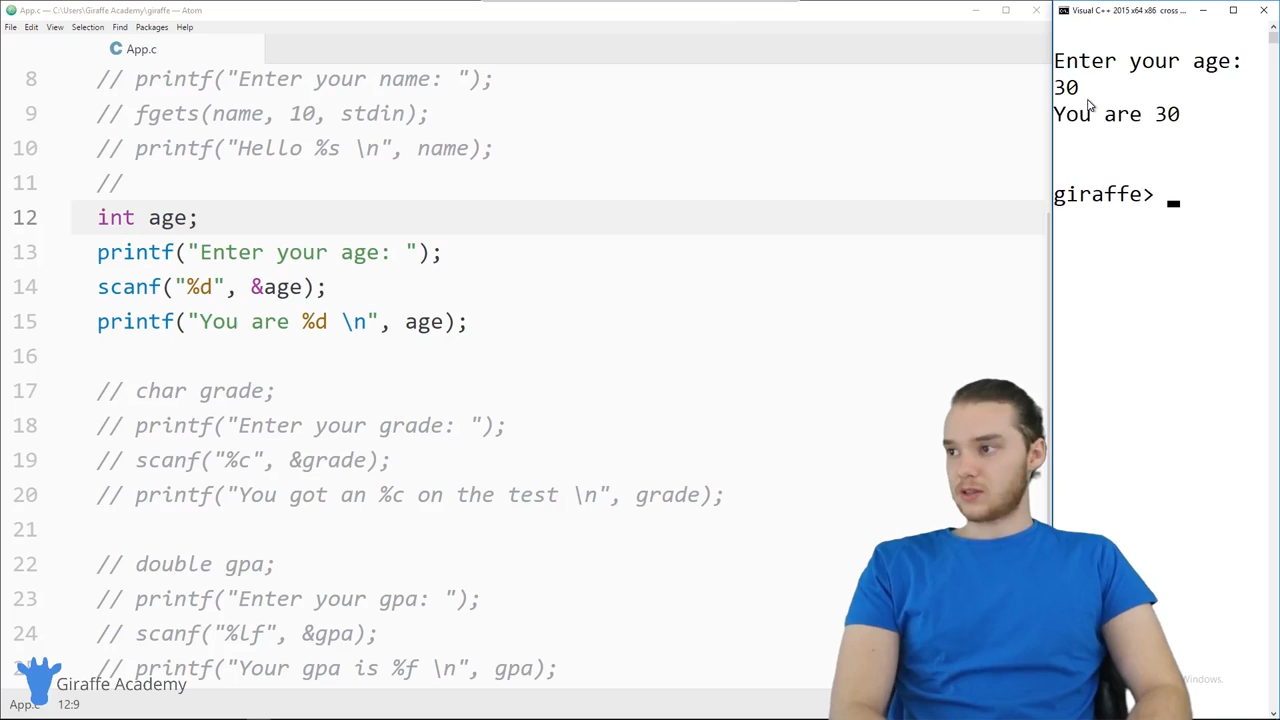 App.c — C:\Users\Giraffe Academy\giraffe — Atom
File Edit View Selection Find Packages Help
App.c
8 // printf("Enter your name: ");
9 // fgets(name, 10, stdin);
10 // printf("Hello %s \n", name);
11 //
12 int age;
13 printf("Enter your age: ");
14 scanf("%d", &age);
15 printf("You are %d \n", age);
16
17 // char grade;
18 // printf("Enter your grade: ");
19 // scanf("%c", &grade);
20 // printf("You got an %c on the test \n", grade);
21
22 // double gpa;
23 // printf("Enter your gpa: ");
24 // scanf("%lf", &gpa);
// printf("Your gpa is %f \n", gpa);
Giraffe Academy
App.c 12:9
Visual C++ 2015 x64 x86 cross ...
Enter your age:
30
You are 30
giraffe>
Windows.